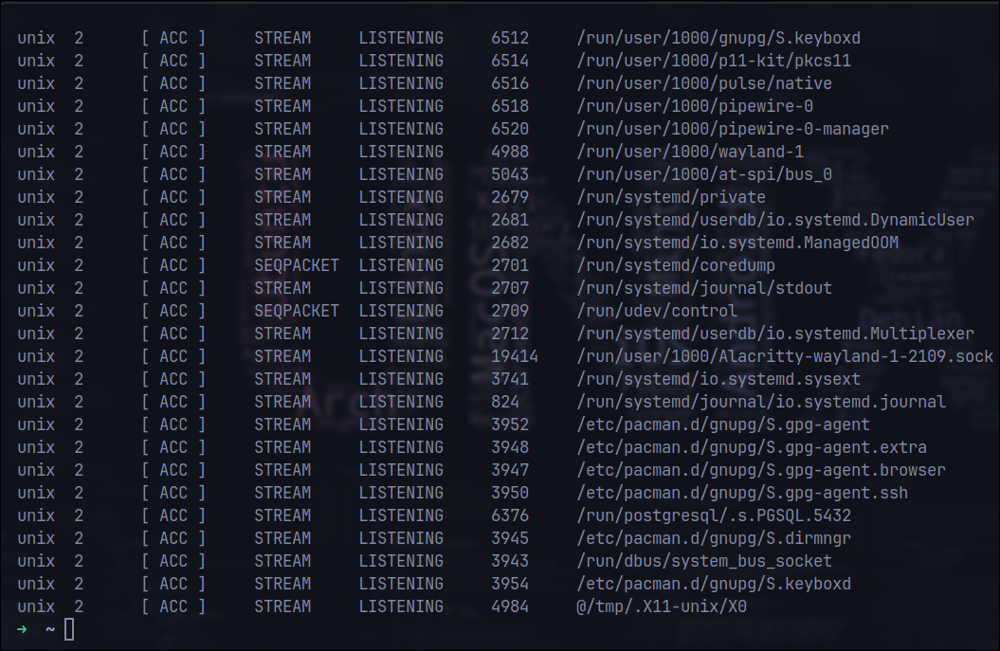 unix 2 [ ACC ] STREAM LISTENING 6512 /run/user/1000/gnupg/S.keyboxd
unix 2 [ ACC ] STREAM LISTENING 6514 /run/user/1000/p11-kit/pkcs11
unix 2 [ ACC ] STREAM LISTENING 6516 /run/user/1000/pulse/native
unix 2 [ ACC ] STREAM LISTENING 6518 /run/user/1000/pipewire-0
unix 2 [ ACC ] STREAM LISTENING 6520 /run/user/1000/pipewire-0-manager
unix 2 [ ACC ] STREAM LISTENING 4988 /run/user/1000/wayland-1
unix 2 [ ACC ] STREAM LISTENING 5043 /run/user/1000/at-spi/bus_0
unix 2 [ ACC ] STREAM LISTENING 2679 /run/systemd/private
unix 2 [ ACC ] STREAM LISTENING 2681 /run/systemd/userdb/io.systemd.DynamicUser
unix 2 [ ACC ] STREAM LISTENING 2682 /run/systemd/io.systemd.ManagedOOM
unix 2 [ ACC ] SEQPACKET LISTENING 2701 /run/systemd/coredump
unix 2 [ ACC ] STREAM LISTENING 2707 /run/systemd/journal/stdout
unix 2 [ ACC ] SEQPACKET LISTENING 2709 /run/udev/control
unix 2 [ ACC ] STREAM LISTENING 2712 /run/systemd/userdb/io.systemd.Multiplexer
unix 2 [ ACC ] STREAM LISTENING 19414 /run/user/1000/Alacritty-wayland-1-2109.sock
unix 2 [ ACC ] STREAM LISTENING 3741 /run/systemd/io.systemd.sysext
unix 2 [ ACC ] STREAM LISTENING 824 /run/systemd/journal/io.systemd.journal
unix 2 [ ACC ] STREAM LISTENING 3952 /etc/pacman.d/gnupg/S.gpg-agent
unix 2 [ ACC ] STREAM LISTENING 3948 /etc/pacman.d/gnupg/S.gpg-agent.extra
unix 2 [ ACC ] STREAM LISTENING 3947 /etc/pacman.d/gnupg/S.gpg-agent.browser
unix 2 [ ACC ] STREAM LISTENING 3950 /etc/pacman.d/gnupg/S.gpg-agent.ssh
unix 2 [ ACC ] STREAM LISTENING 6376 /run/postgresql/.s.PGSQL.5432
unix 2 [ ACC ] STREAM LISTENING 3945 /etc/pacman.d/gnupg/S.dirmngr
unix 2 [ ACC ] STREAM LISTENING 3943 /run/dbus/system_bus_socket
unix 2 [ ACC ] STREAM LISTENING 3954 /etc/pacman.d/gnupg/S.keyboxd
unix 2 [ ACC ] STREAM LISTENING 4984 @/tmp/.X11-unix/X0
➜ ~
Arch
Fedora
Debian